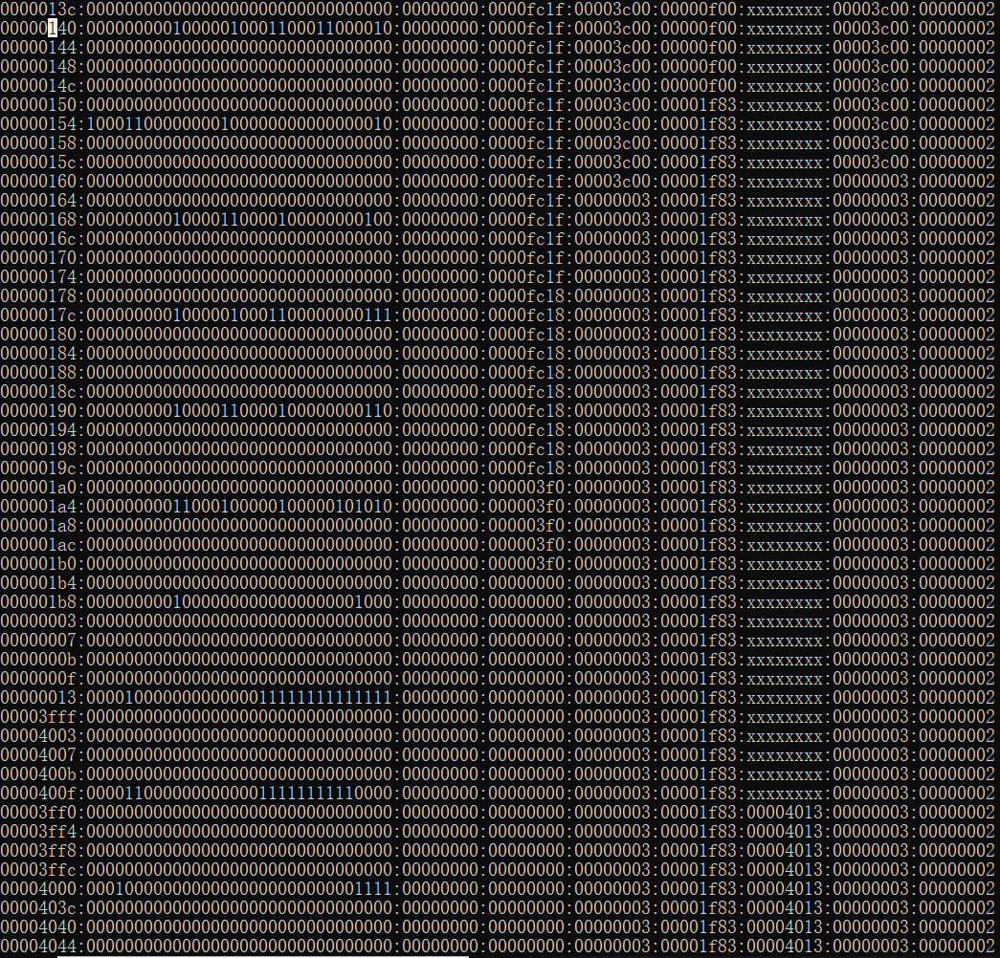 0000013c:00000000000000000000000000000000:00000000:0000fc1f:00003c00:00000f00:xxxxxxxx:00003c00:00000002
00000140:00000000010000010001100011000010:00000000:0000fc1f:00003c00:00000f00:xxxxxxxx:00003c00:00000002
00000144:00000000000000000000000000000000:00000000:0000fc1f:00003c00:00000f00:xxxxxxxx:00003c00:00000002
00000148:00000000000000000000000000000000:00000000:0000fc1f:00003c00:00000f00:xxxxxxxx:00003c00:00000002
0000014c:00000000000000000000000000000000:00000000:0000fc1f:00003c00:00000f00:xxxxxxxx:00003c00:00000002
00000150:00000000000000000000000000000000:00000000:0000fc1f:00003c00:00001f83:xxxxxxxx:00003c00:00000002
00000154:10001100000000100000000000000010:00000000:0000fc1f:00003c00:00001f83:xxxxxxxx:00003c00:00000002
00000158:00000000000000000000000000000000:00000000:0000fc1f:00003c00:00001f83:xxxxxxxx:00003c00:00000002
0000015c:00000000000000000000000000000000:00000000:0000fc1f:00003c00:00001f83:xxxxxxxx:00003c00:00000002
00000160:00000000000000000000000000000000:00000000:0000fc1f:00003c00:00001f83:xxxxxxxx:00000003:00000002
00000164:00000000000000000000000000000000:00000000:0000fc1f:00000003:00001f83:xxxxxxxx:00000003:00000002
00000168:00000000010000110000100000000100:00000000:0000fc1f:00000003:00001f83:xxxxxxxx:00000003:00000002
0000016c:00000000000000000000000000000000:00000000:0000fc1f:00000003:00001f83:xxxxxxxx:00000003:00000002
00000170:00000000000000000000000000000000:00000000:0000fc1f:00000003:00001f83:xxxxxxxx:00000003:00000002
00000174:00000000000000000000000000000000:00000000:0000fc1f:00000003:00001f83:xxxxxxxx:00000003:00000002
00000178:00000000000000000000000000000000:00000000:0000fc18:00000003:00001f83:xxxxxxxx:00000003:00000002
0000017c:00000000010000010001100000000111:00000000:0000fc18:00000003:00001f83:xxxxxxxx:00000003:00000002
00000180:00000000000000000000000000000000:00000000:0000fc18:00000003:00001f83:xxxxxxxx:00000003:00000002
00000184:00000000000000000000000000000000:00000000:0000fc18:00000003:00001f83:xxxxxxxx:00000003:00000002
00000188:00000000000000000000000000000000:00000000:0000fc18:00000003:00001f83:xxxxxxxx:00000003:00000002
0000018c:00000000000000000000000000000000:00000000:0000fc18:00000003:00001f83:xxxxxxxx:00000003:00000002
00000190:00000000010000110000100000000110:00000000:0000fc18:00000003:00001f83:xxxxxxxx:00000003:00000002
00000194:00000000000000000000000000000000:00000000:0000fc18:00000003:00001f83:xxxxxxxx:00000003:00000002
00000198:00000000000000000000000000000000:00000000:0000fc18:00000003:00001f83:xxxxxxxx:00000003:00000002
0000019c:00000000000000000000000000000000:00000000:0000fc18:00000003:00001f83:xxxxxxxx:00000003:00000002
000001a0:00000000000000000000000000000000:00000000:000003f0:00000003:00001f83:xxxxxxxx:00000003:00000002
000001a4:00000000011000100000100000101010:00000000:000003f0:00000003:00001f83:xxxxxxxx:00000003:00000002
000001a8:00000000000000000000000000000000:00000000:000003f0:00000003:00001f83:xxxxxxxx:00000003:00000002
000001ac:00000000000000000000000000000000:00000000:000003f0:00000003:00001f83:xxxxxxxx:00000003:00000002
000001b0:00000000000000000000000000000000:00000000:000003f0:00000003:00001f83:xxxxxxxx:00000003:00000002
000001b4:00000000000000000000000000000000:00000000:00000000:00000003:00001f83:xxxxxxxx:00000003:00000002
000001b8:00000000010000000000000000001000:00000000:00000000:00000003:00001f83:xxxxxxxx:00000003:00000002
00000003:00000000000000000000000000000000:00000000:00000000:00000003:00001f83:xxxxxxxx:00000003:00000002
00000007:00000000000000000000000000000000:00000000:00000000:00000003:00001f83:xxxxxxxx:00000003:00000002
0000000b:00000000000000000000000000000000:00000000:00000000:00000003:00001f83:xxxxxxxx:00000003:00000002
0000000f:00000000000000000000000000000000:00000000:00000000:00000003:00001f83:xxxxxxxx:00000003:00000002
00000013:00001000000000000011111111111111:00000000:00000000:00000003:00001f83:xxxxxxxx:00000003:00000002
00003fff:00000000000000000000000000000000:00000000:00000000:00000003:00001f83:xxxxxxxx:00000003:00000002
00004003:00000000000000000000000000000000:00000000:00000000:00000003:00001f83:xxxxxxxx:00000003:00000002
00004007:00000000000000000000000000000000:00000000:00000000:00000003:00001f83:xxxxxxxx:00000003:00000002
0000400b:00000000000000000000000000000000:00000000:00000000:00000003:00001f83:xxxxxxxx:00000003:00000002
0000400f:00001100000000000011111111110000:00000000:00000000:00000003:00001f83:xxxxxxxx:00000003:00000002
00003ff0:00000000000000000000000000000000:00000000:00000000:00000003:00001f83:00004013:00000003:00000002
00003ff4:00000000000000000000000000000000:00000000:00000000:00000003:00001f83:00004013:00000003:00000002
00003ff8:00000000000000000000000000000000:00000000:00000000:00000003:00001f83:00004013:00000003:00000002
00003ffc:00000000000000000000000000000000:00000000:00000000:00000003:00001f83:00004013:00000003:00000002
00004000:00010000000000000000000000001111:00000000:00000000:00000003:00001f83:00004013:00000003:00000002
0000403c:00000000000000000000000000000000:00000000:00000000:00000003:00001f83:00004013:00000003:00000002
00004040:00000000000000000000000000000000:00000000:00000000:00000003:00001f83:00004013:00000003:00000002
00004044:00000000000000000000000000000000:00000000:00000000:00000003:00001f83:00004013:00000003:00000002